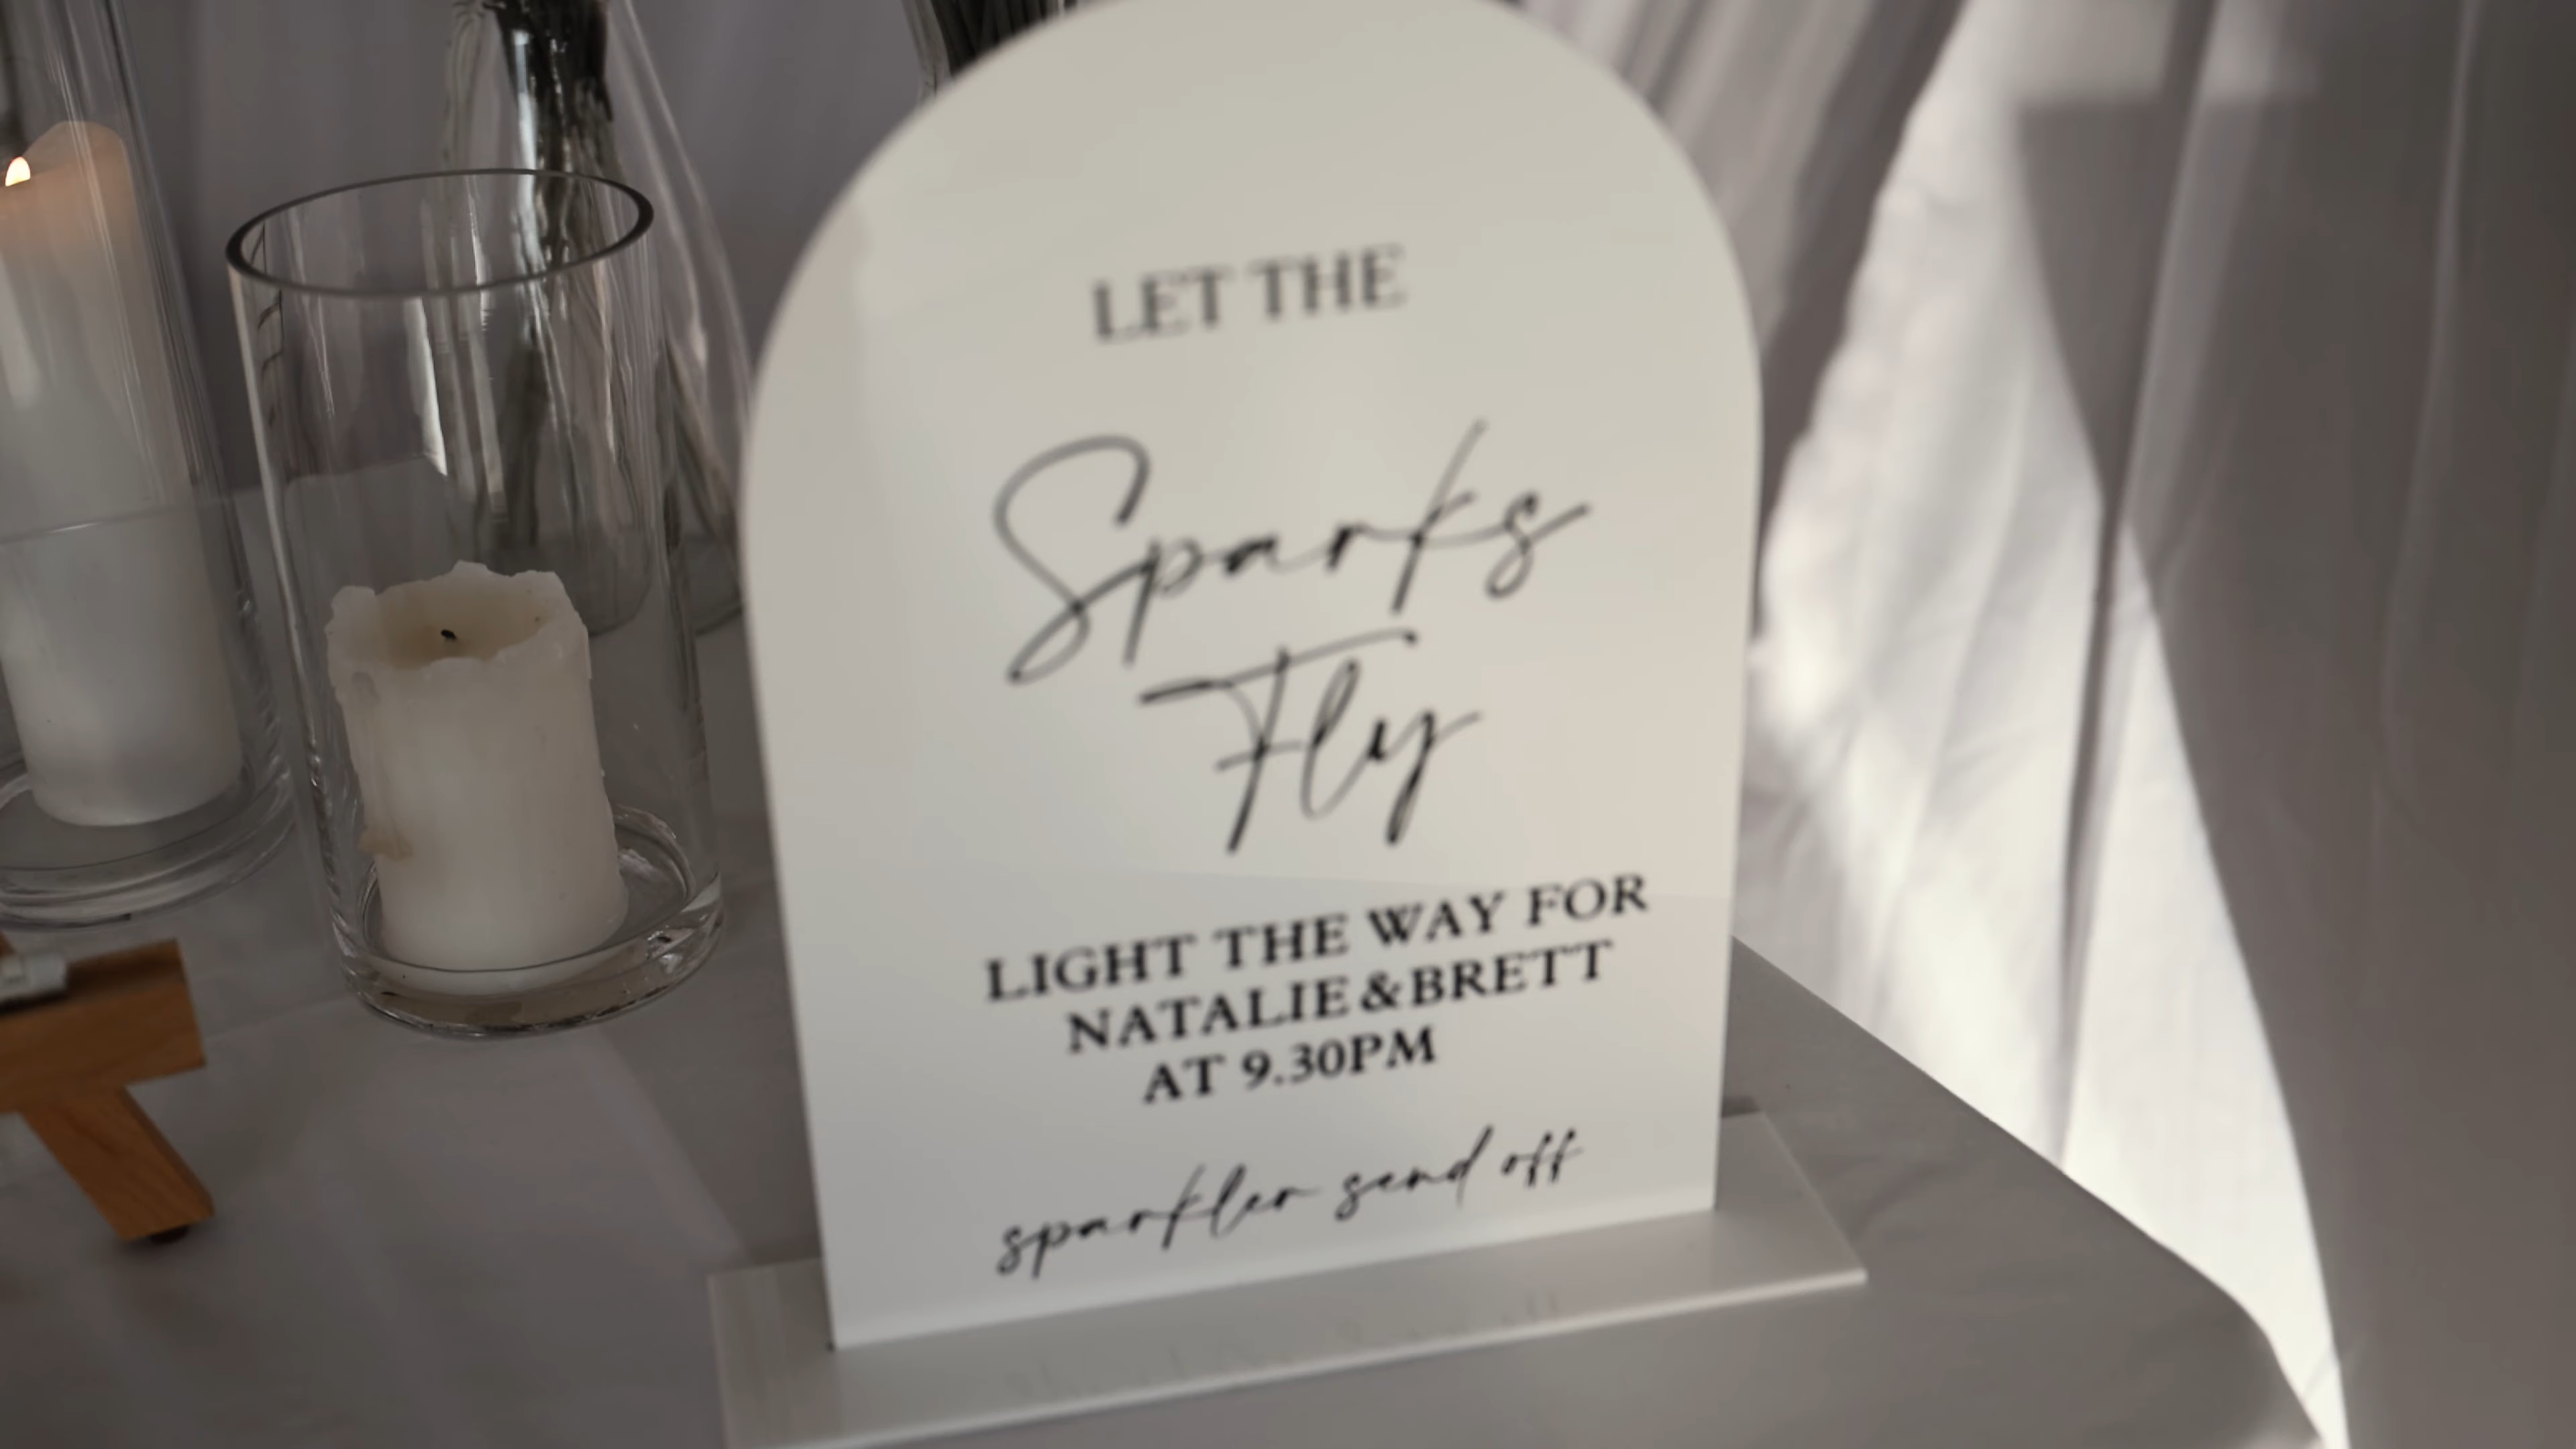 LET THE
Sparks
Fly
LIGHT THE WAY FOR
NATALIE & BRETT
AT 9.30PM
sparkler send off